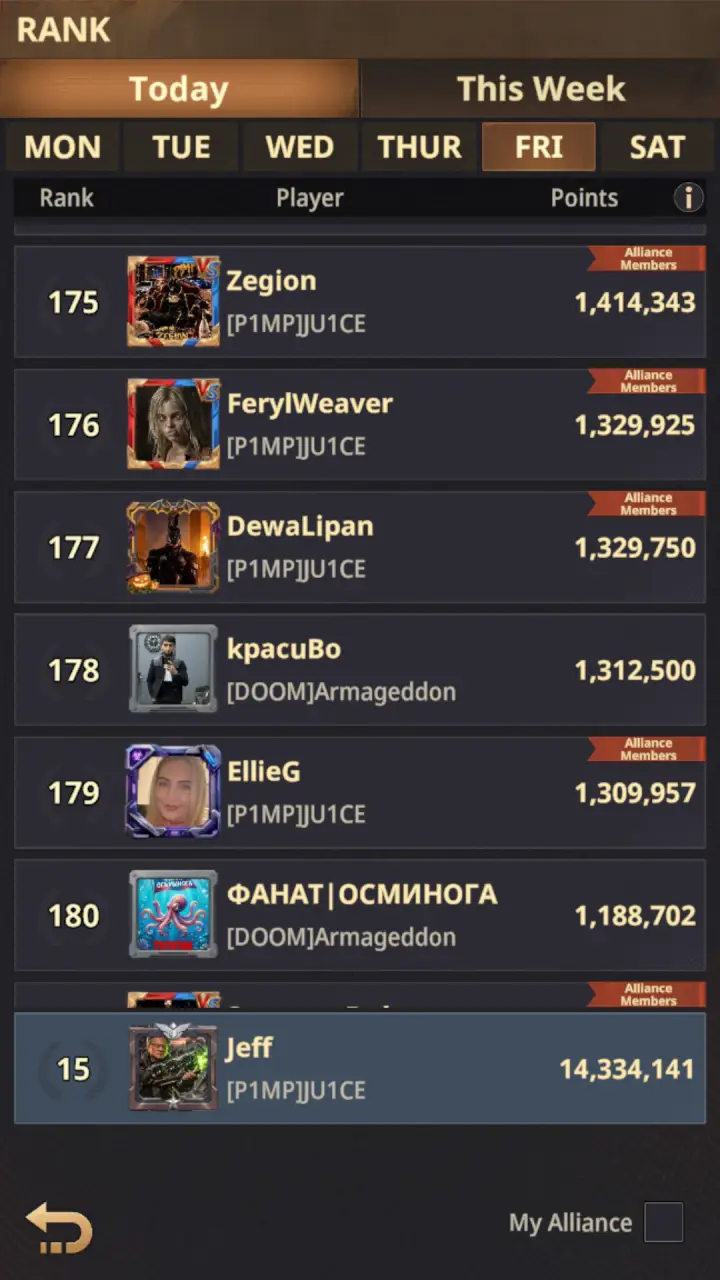 RANK
Today
This Week
MON
TUE
WED
THUR
FRI
SAT
Rank
Player
Points
175
Zegion
[P1MP]JU1CE
Alliance
Members
1,414,343
176
FerylWeaver
[P1MP]JU1CE
Alliance
Members
1,329,925
177
DewaLipan
[P1MP]JU1CE
Alliance
Members
1,329,750
178
kpacuBo
[DOOM]Armageddon
1,312,500
179
EllieG
[P1MP]JU1CE
Alliance
Members
1,309,957
180
ФАНАТ|ОСМИНОГА
[DOOM]Armageddon
1,188,702
Alliance
Members
15
Jeff
[P1MP]JU1CE
14,334,141
My Alliance